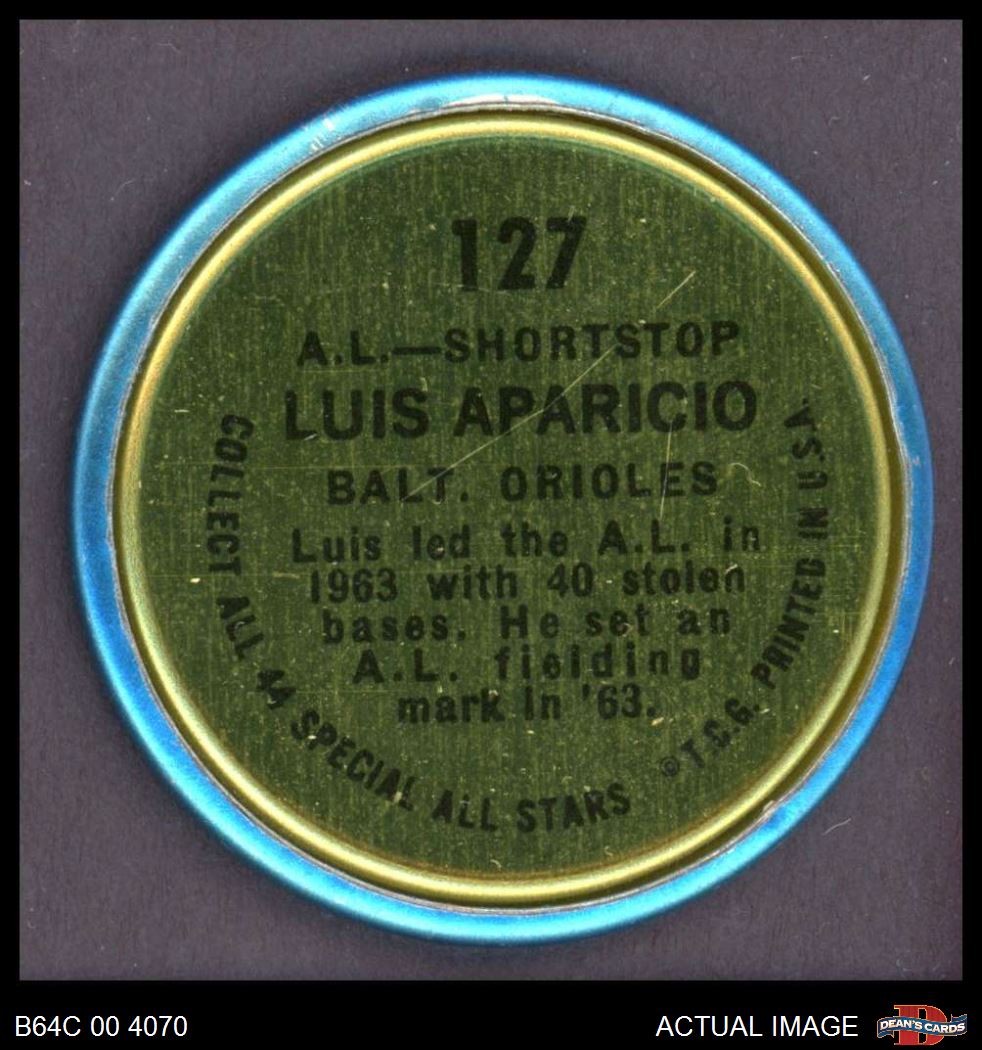 127
A.L.—SHORTSTOP
LUIS APARICIO
BALT. ORIOLES
Luis led the A.L. in
1963 with 40 stolen
bases. He set an
A.L. fielding
mark in '63.
COLLECT ALL 44 SPECIAL ALL STARS
©T.C.G. PRINTED IN USA
B64C 00 4070
ACTUAL IMAGE
DEAN'S CARDS